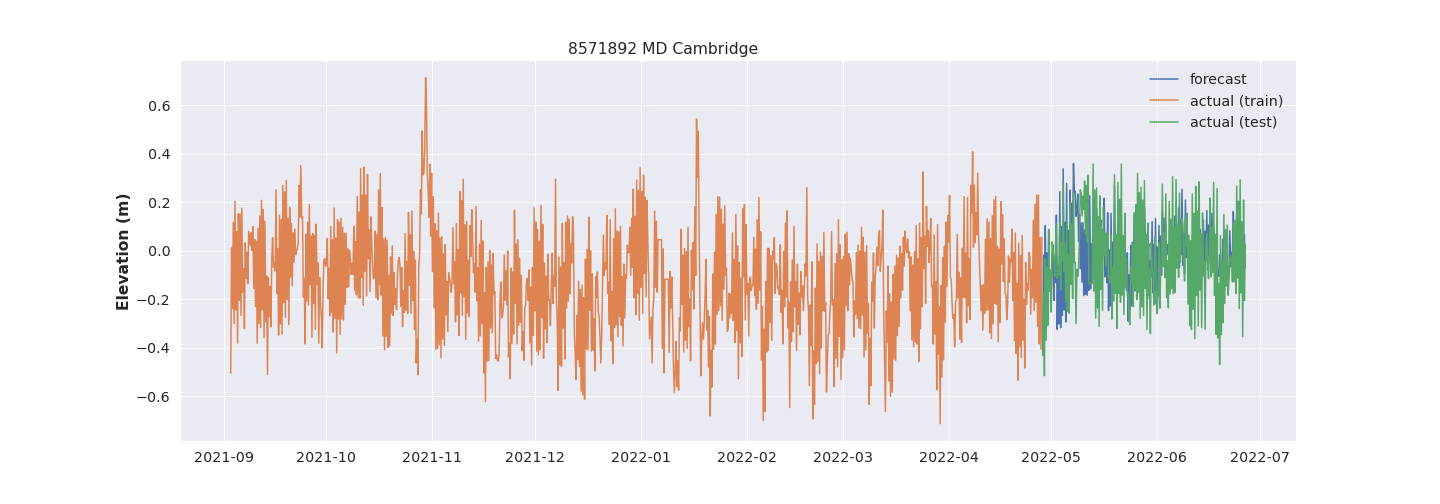 8571892 MD Cambridge
forecast
actual (train)
actual (test)
Elevation (m)
0.6
0.4
0.2
0.0
−0.2
−0.4
−0.6
2021-09 2021-10 2021-11 2021-12 2022-01 2022-02 2022-03 2022-04 2022-05 2022-06 2022-07